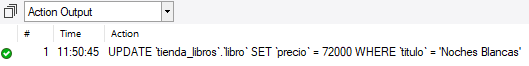 Action Output
# Time Action
1 11:50:45 UPDATE `tienda_libros`.`libro` SET `precio` = 72000 WHERE `titulo` = 'Noches Blancas'